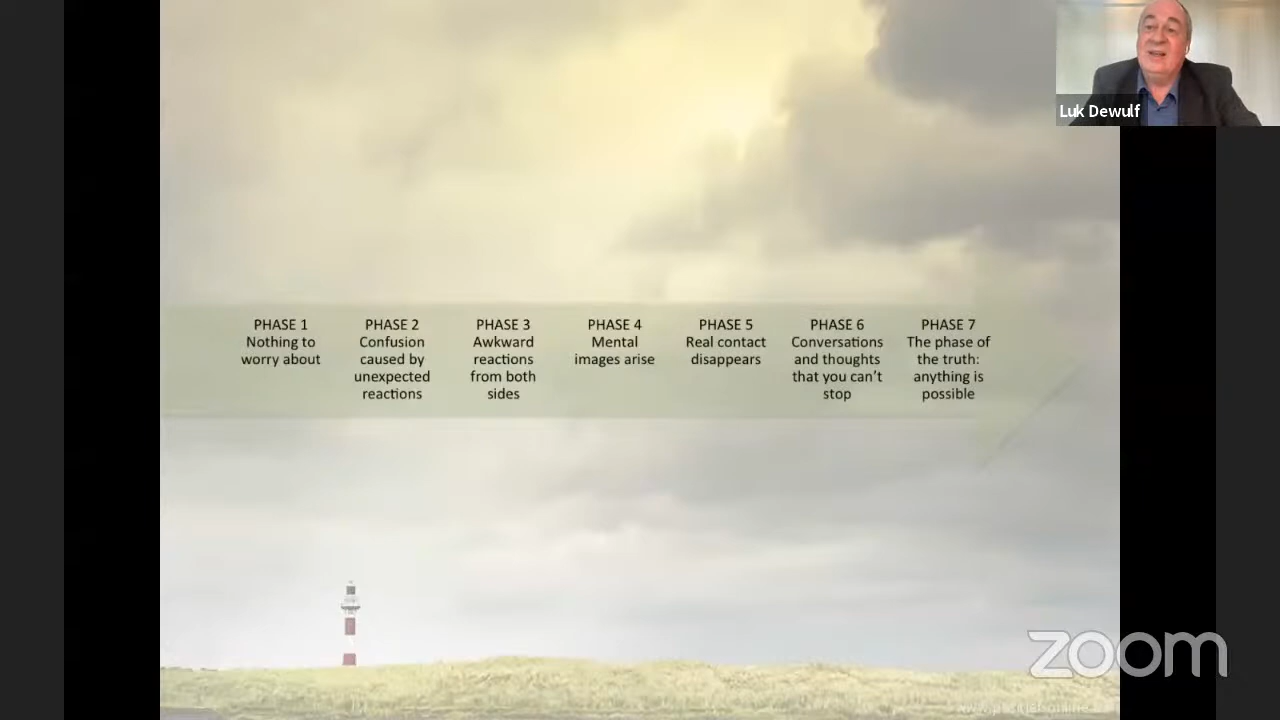 Luk Dewulf
PHASE 1
Nothing to
worry about
PHASE 2
Confusion
caused by
unexpected
reactions
PHASE 3
Awkward
reactions
from both
sides
PHASE 4
Mental
images arise
PHASE 5
Real contact
disappears
PHASE 6
Conversations
and thoughts
that you can't
stop
PHASE 7
The phase of
the truth:
anything is
possible
zoom